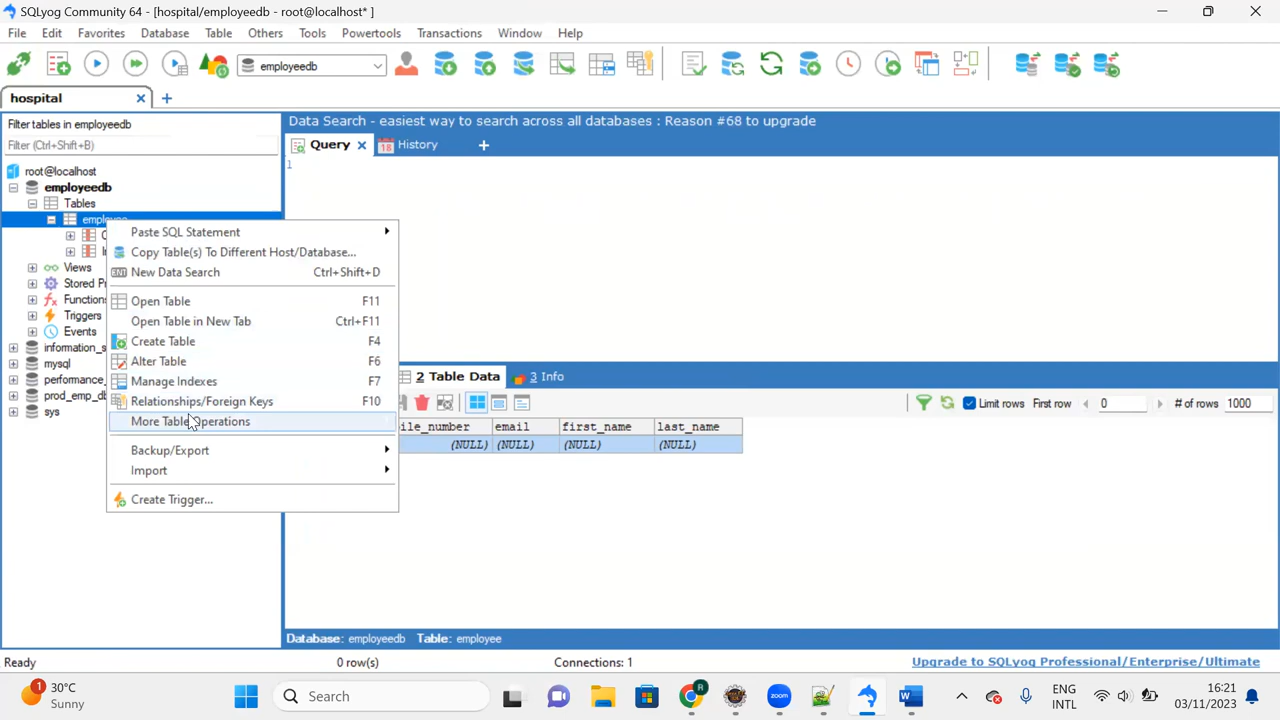 SQLyog Community 64 - [hospital/employeedb - root@localhost* ]
File Edit Favorites Database Table Others Tools Powertools Transactions Window Help
employeedb
hospital
Filter tables in employeedb
Filter (Ctrl+Shift+B)
root@localhost
employeedb
Tables
employee
Views
Stored Pr
Functions
Triggers
Events
information_s
mysql
performance_
prod_emp_db
sys
Paste SQL Statement
Copy Table(s) To Different Host/Database...
New Data Search Ctrl+Shift+D
Open Table F11
Open Table in New Tab Ctrl+F11
Create Table F4
Alter Table F6
Manage Indexes F7
Relationships/Foreign Keys F10
More Table Operations
Backup/Export
Import
Create Trigger...
Data Search - easiest way to search across all databases : Reason #68 to upgrade
Query 18 History
1
2 Table Data 3 Info
Limit rows First row 0 # of rows 1000
ile_number email first_name last_name
(NULL) (NULL) (NULL) (NULL)
Database: employeedb Table: employee
Ready 0 row(s) Connections: 1 Upgrade to SQLyog Professional/Enterprise/Ultimate
1 30°C
Sunny
Search
R
zoom
ENG
INTL
16:21
03/11/2023